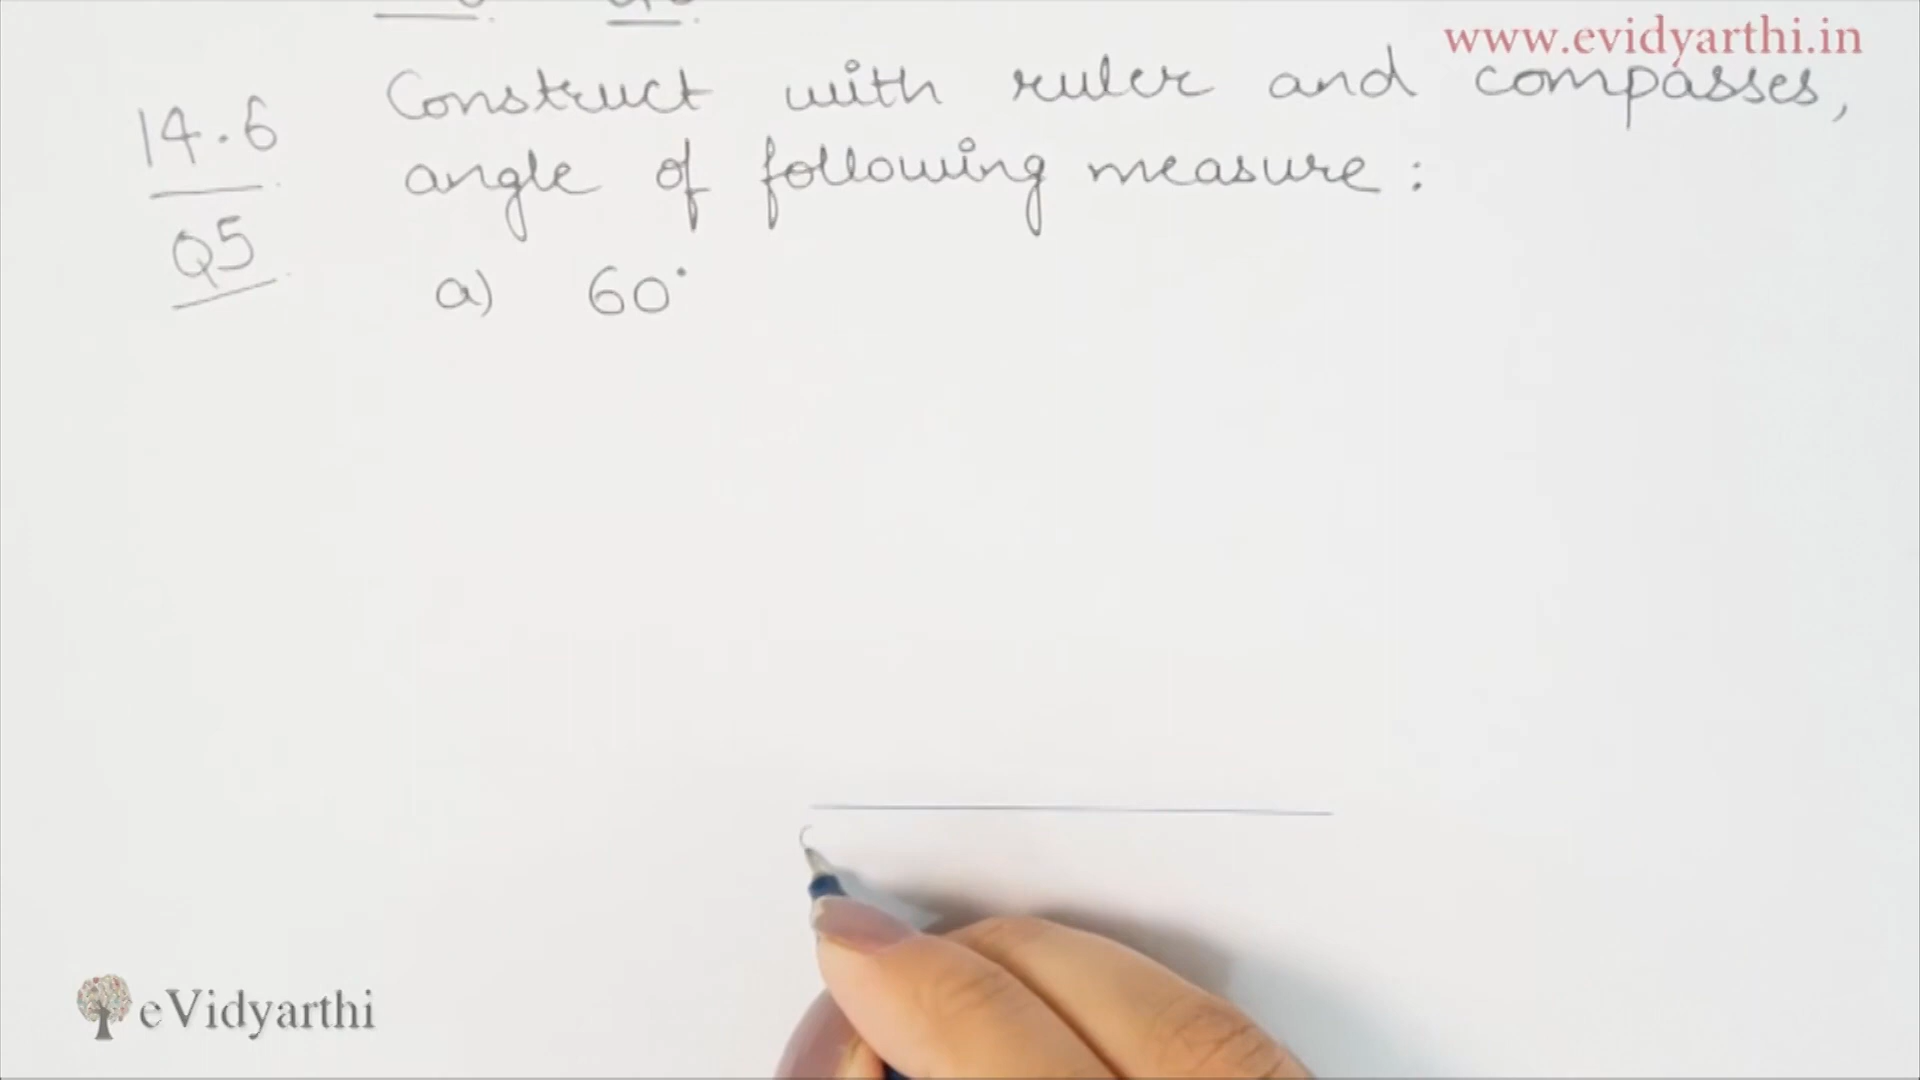 www.evidyarthi.in
14.6 Construct with ruler and compasses,
angle of following measure :
Q5
a) 60°
eVidyarthi